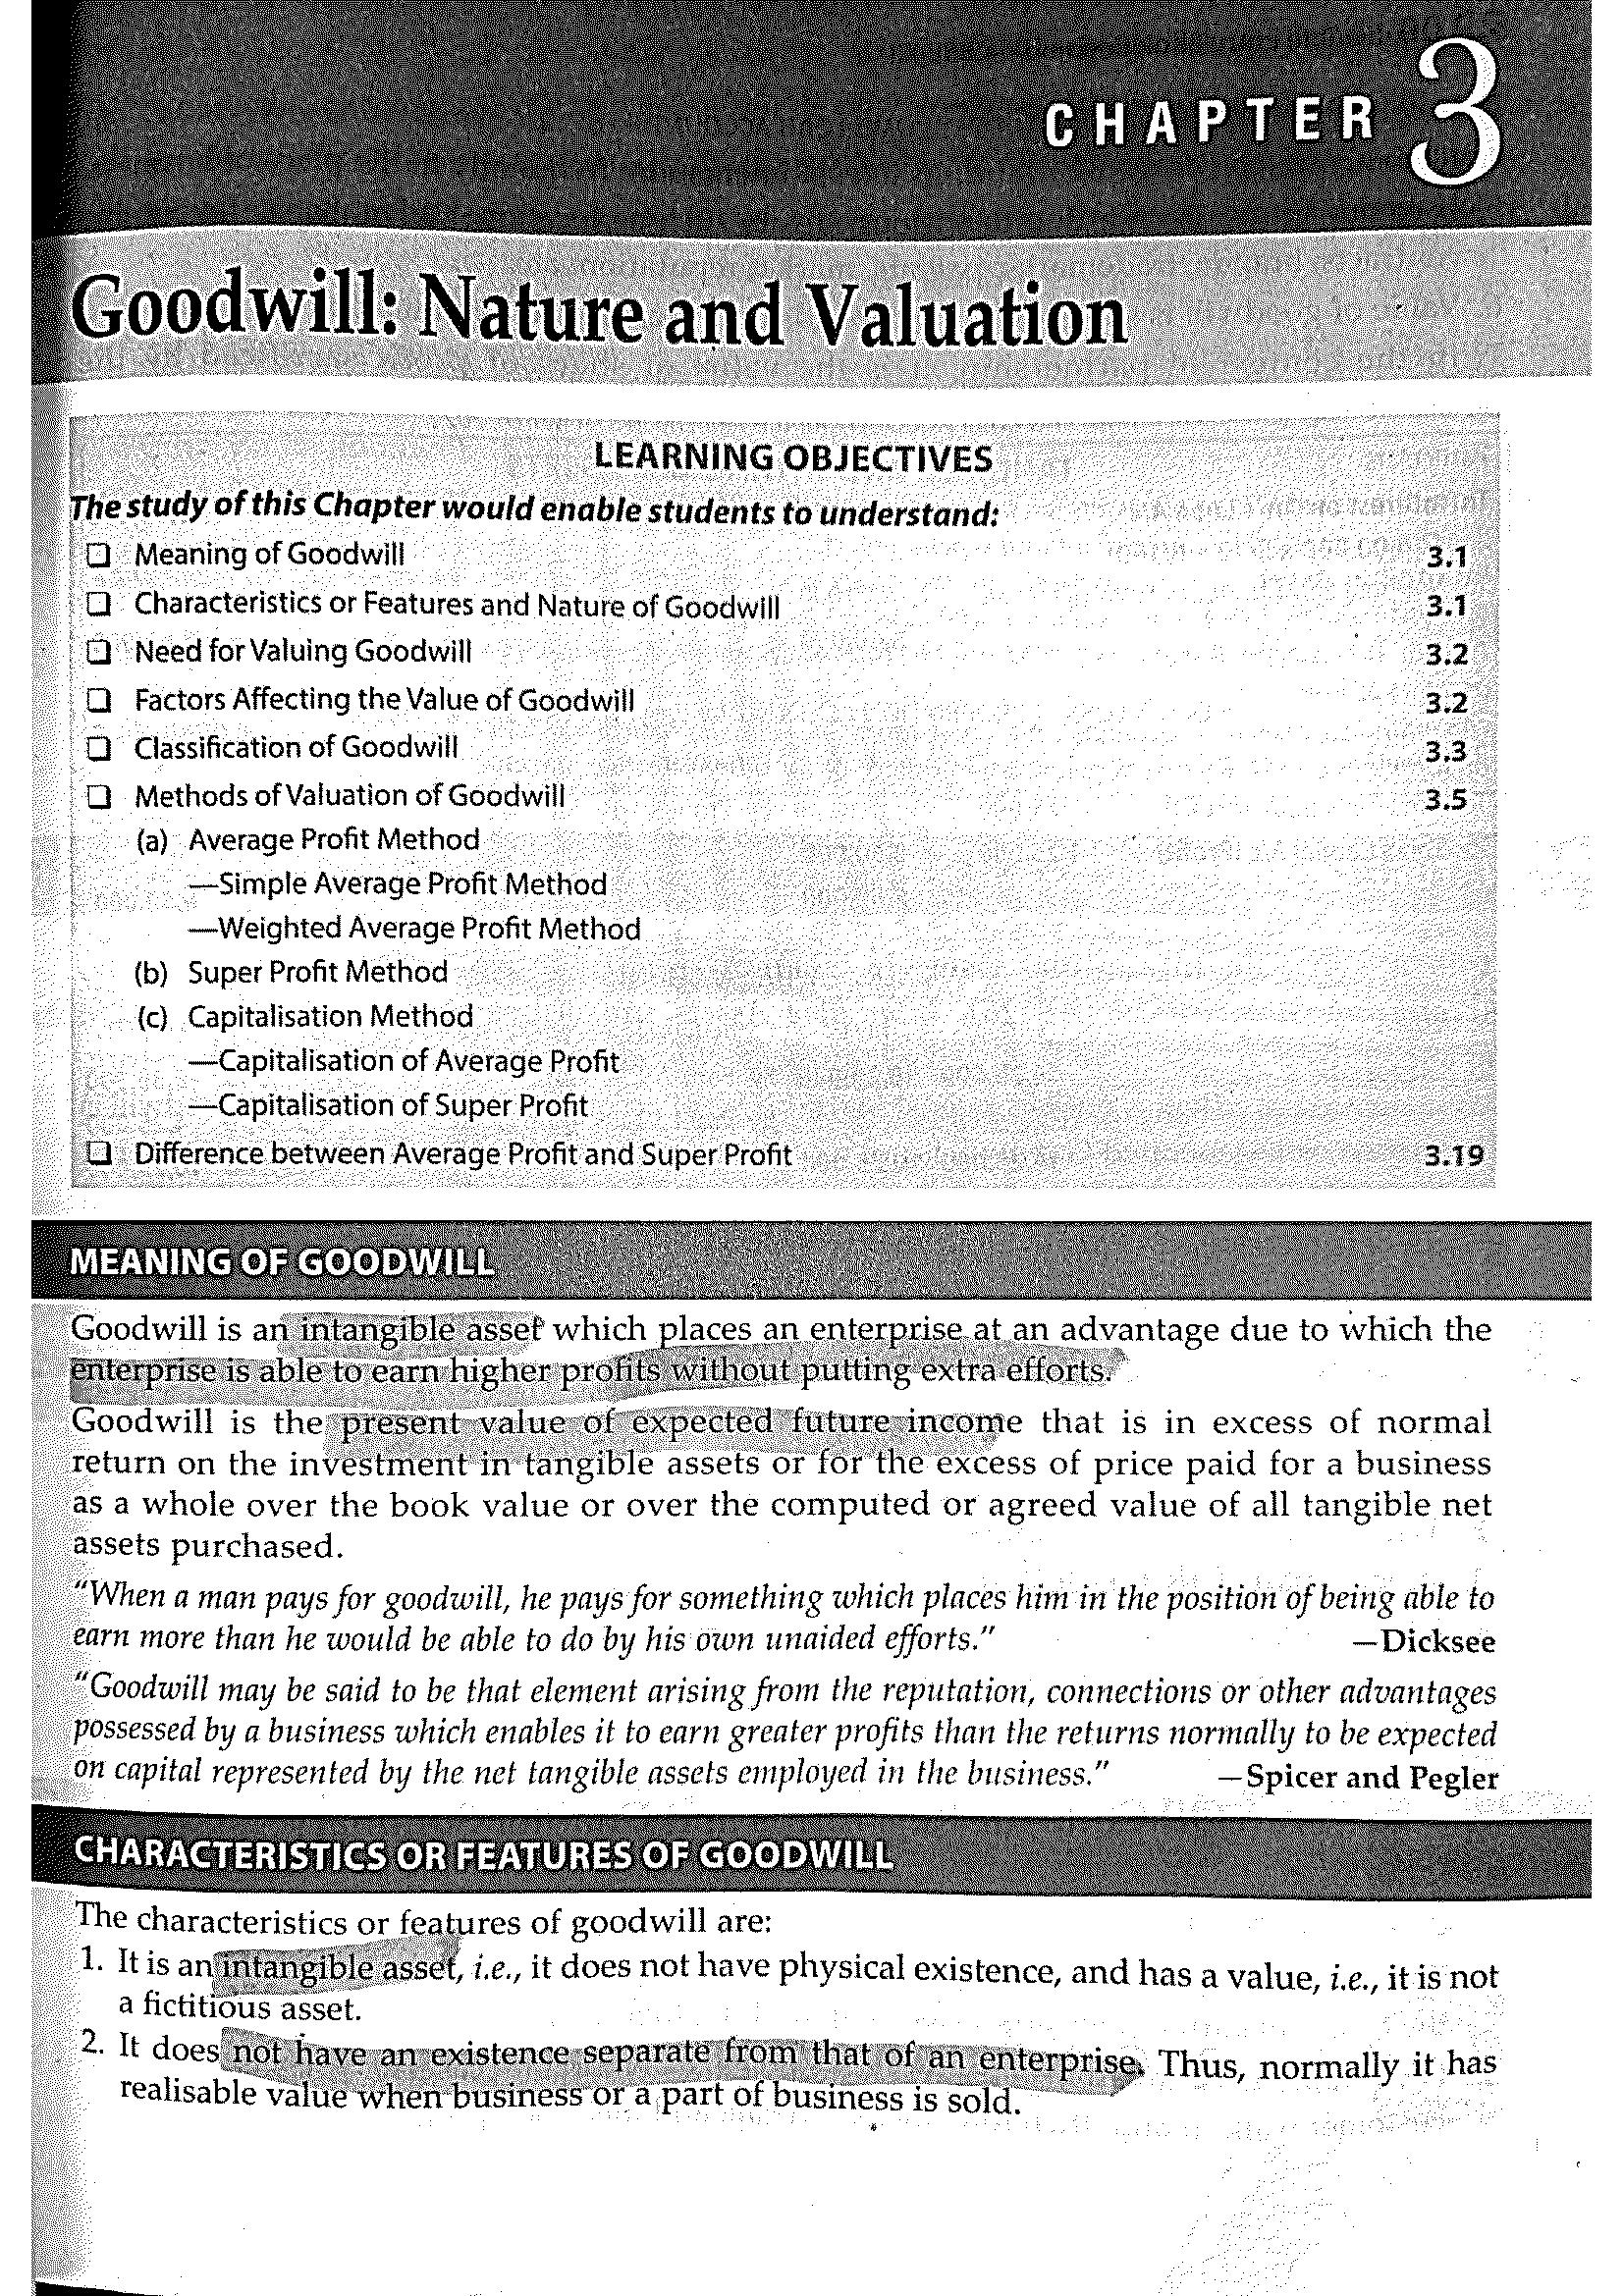 CHAPTER 3
Goodwill: Nature and Valuation
LEARNING OBJECTIVES
The study of this Chapter would enable students to understand:
❑ Meaning of Goodwill 3.1
❑ Characteristics or Features and Nature of Goodwill 3.1
❑ Need for Valuing Goodwill 3.2
❑ Factors Affecting the Value of Goodwill 3.2
❑ Classification of Goodwill 3.3
❑ Methods of Valuation of Goodwill 3.5
(a) Average Profit Method
—Simple Average Profit Method
—Weighted Average Profit Method
(b) Super Profit Method
(c) Capitalisation Method
—Capitalisation of Average Profit
—Capitalisation of Super Profit
❑ Difference between Average Profit and Super Profit 3.19
MEANING OF GOODWILL
Goodwill is an intangible asset which places an enterprise at an advantage due to which the
enterprise is able to earn higher profits without putting extra efforts.
Goodwill is the present value of expected future income that is in excess of normal
return on the investment in tangible assets or for the excess of price paid for a business
as a whole over the book value or over the computed or agreed value of all tangible net
assets purchased.
"When a man pays for goodwill, he pays for something which places him in the position of being able to
earn more than he would be able to do by his own unaided efforts." —Dicksee
"Goodwill may be said to be that element arising from the reputation, connections or other advantages
possessed by a business which enables it to earn greater profits than the returns normally to be expected
on capital represented by the net tangible assets employed in the business." —Spicer and Pegler
CHARACTERISTICS OR FEATURES OF GOODWILL
The characteristics or features of goodwill are:
1. It is an intangible asset, i.e., it does not have physical existence, and has a value, i.e., it is not
a fictitious asset.
2. It does not have an existence separate from that of an enterprise. Thus, normally it has
realisable value when business or a part of business is sold.